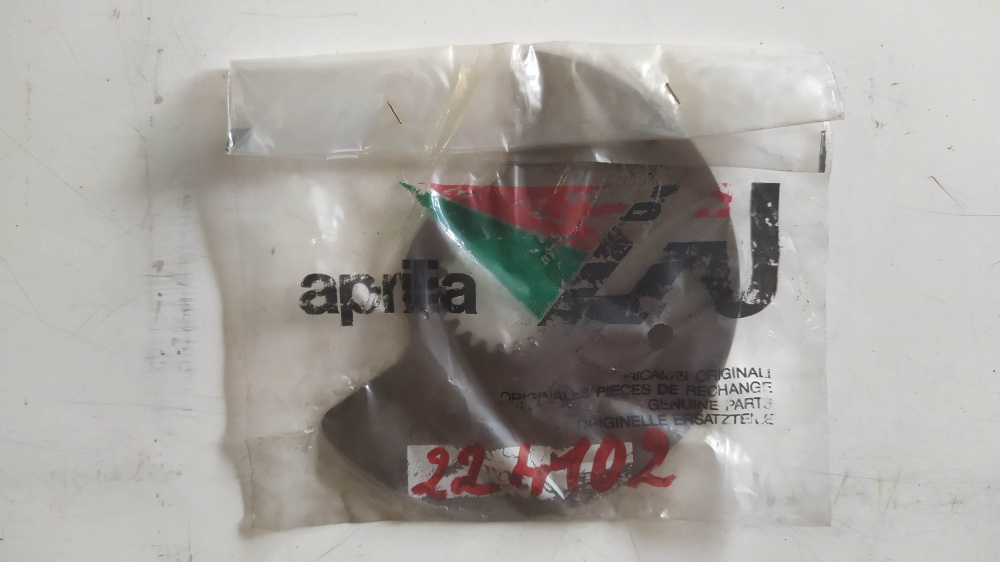 aprilia
ORIGINALI
PIECES DE RECHANGE
GENUINE PARTS
ORIGINELLE ERSATZTEILE
224102